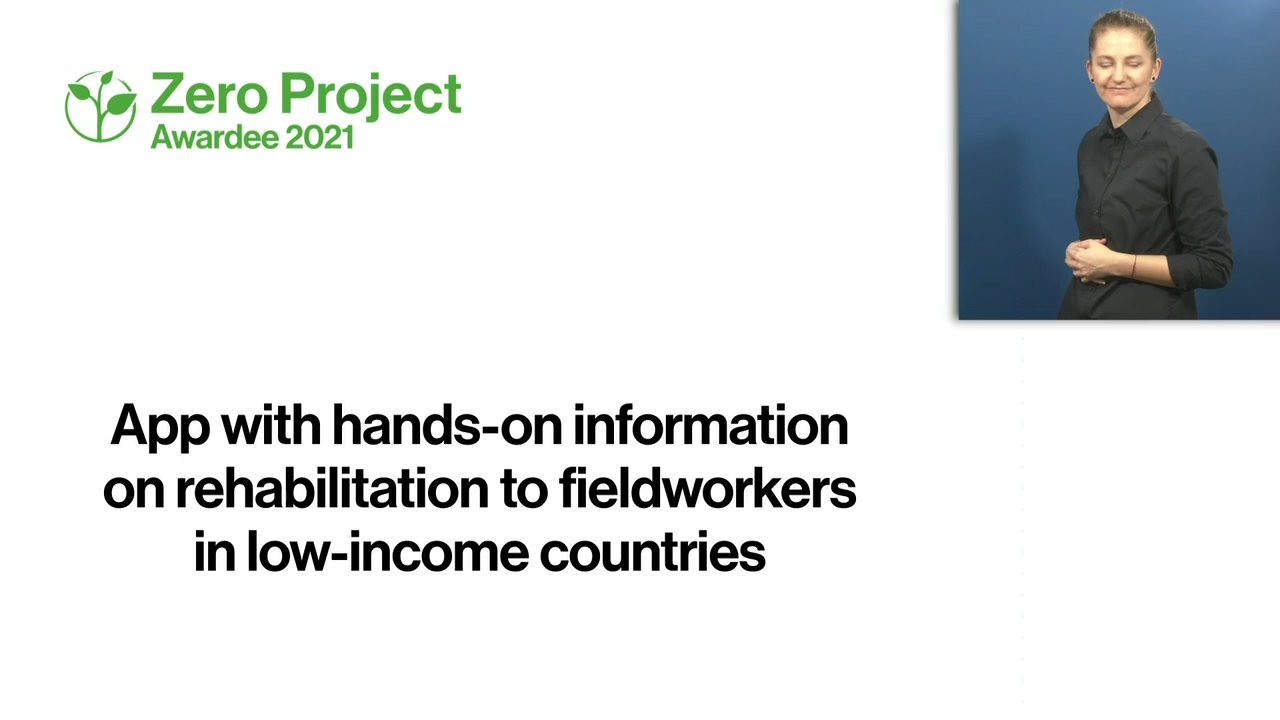 Zero Project
Awardee 2021
App with hands-on information
on rehabilitation to fieldworkers
in low-income countries